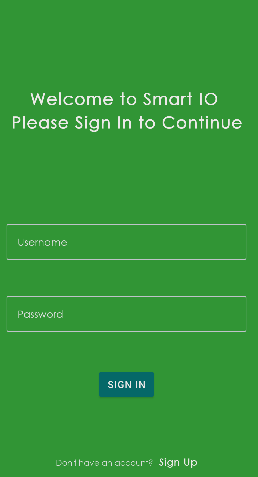 Welcome to Smart IO
Please Sign In to Continue
Username
Password
SIGN IN
Don't have an account? Sign Up